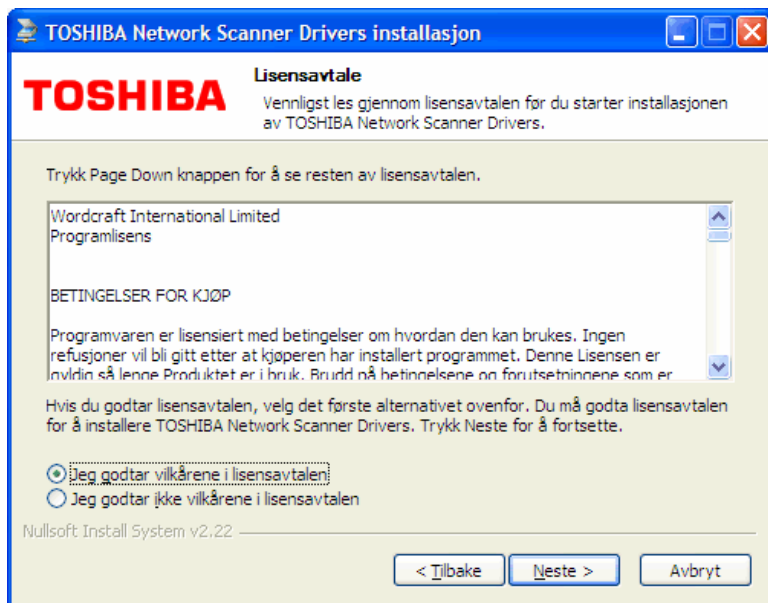 TOSHIBA Network Scanner Drivers installasjon
TOSHIBA
Lisensavtale
Vennligst les gjennom lisensavtalen før du starter installasjonen
av TOSHIBA Network Scanner Drivers.
Trykk Page Down knappen for å se resten av lisensavtalen.
Wordcraft International Limited
Programlisens
BETINGELSER FOR KJØP
Programvaren er lisensiert med betingelser om hvordan den kan brukes. Ingen
refusjoner vil bli gitt etter at kjøperen har installert programmet. Denne Lisensen er
gyldig så lenge Produktet er i bruk. Brudd på betingelsene og forutsetningene som er
Hvis du godtar lisensavtalen, velg det første alternativet ovenfor. Du må godta lisensavtalen
for å installere TOSHIBA Network Scanner Drivers. Trykk Neste for å fortsette.
Jeg godtar vilkårene i lisensavtalen
Jeg godtar ikke vilkårene i lisensavtalen
Nullsoft Install System v2.22
< Tilbake
Neste >
Avbryt